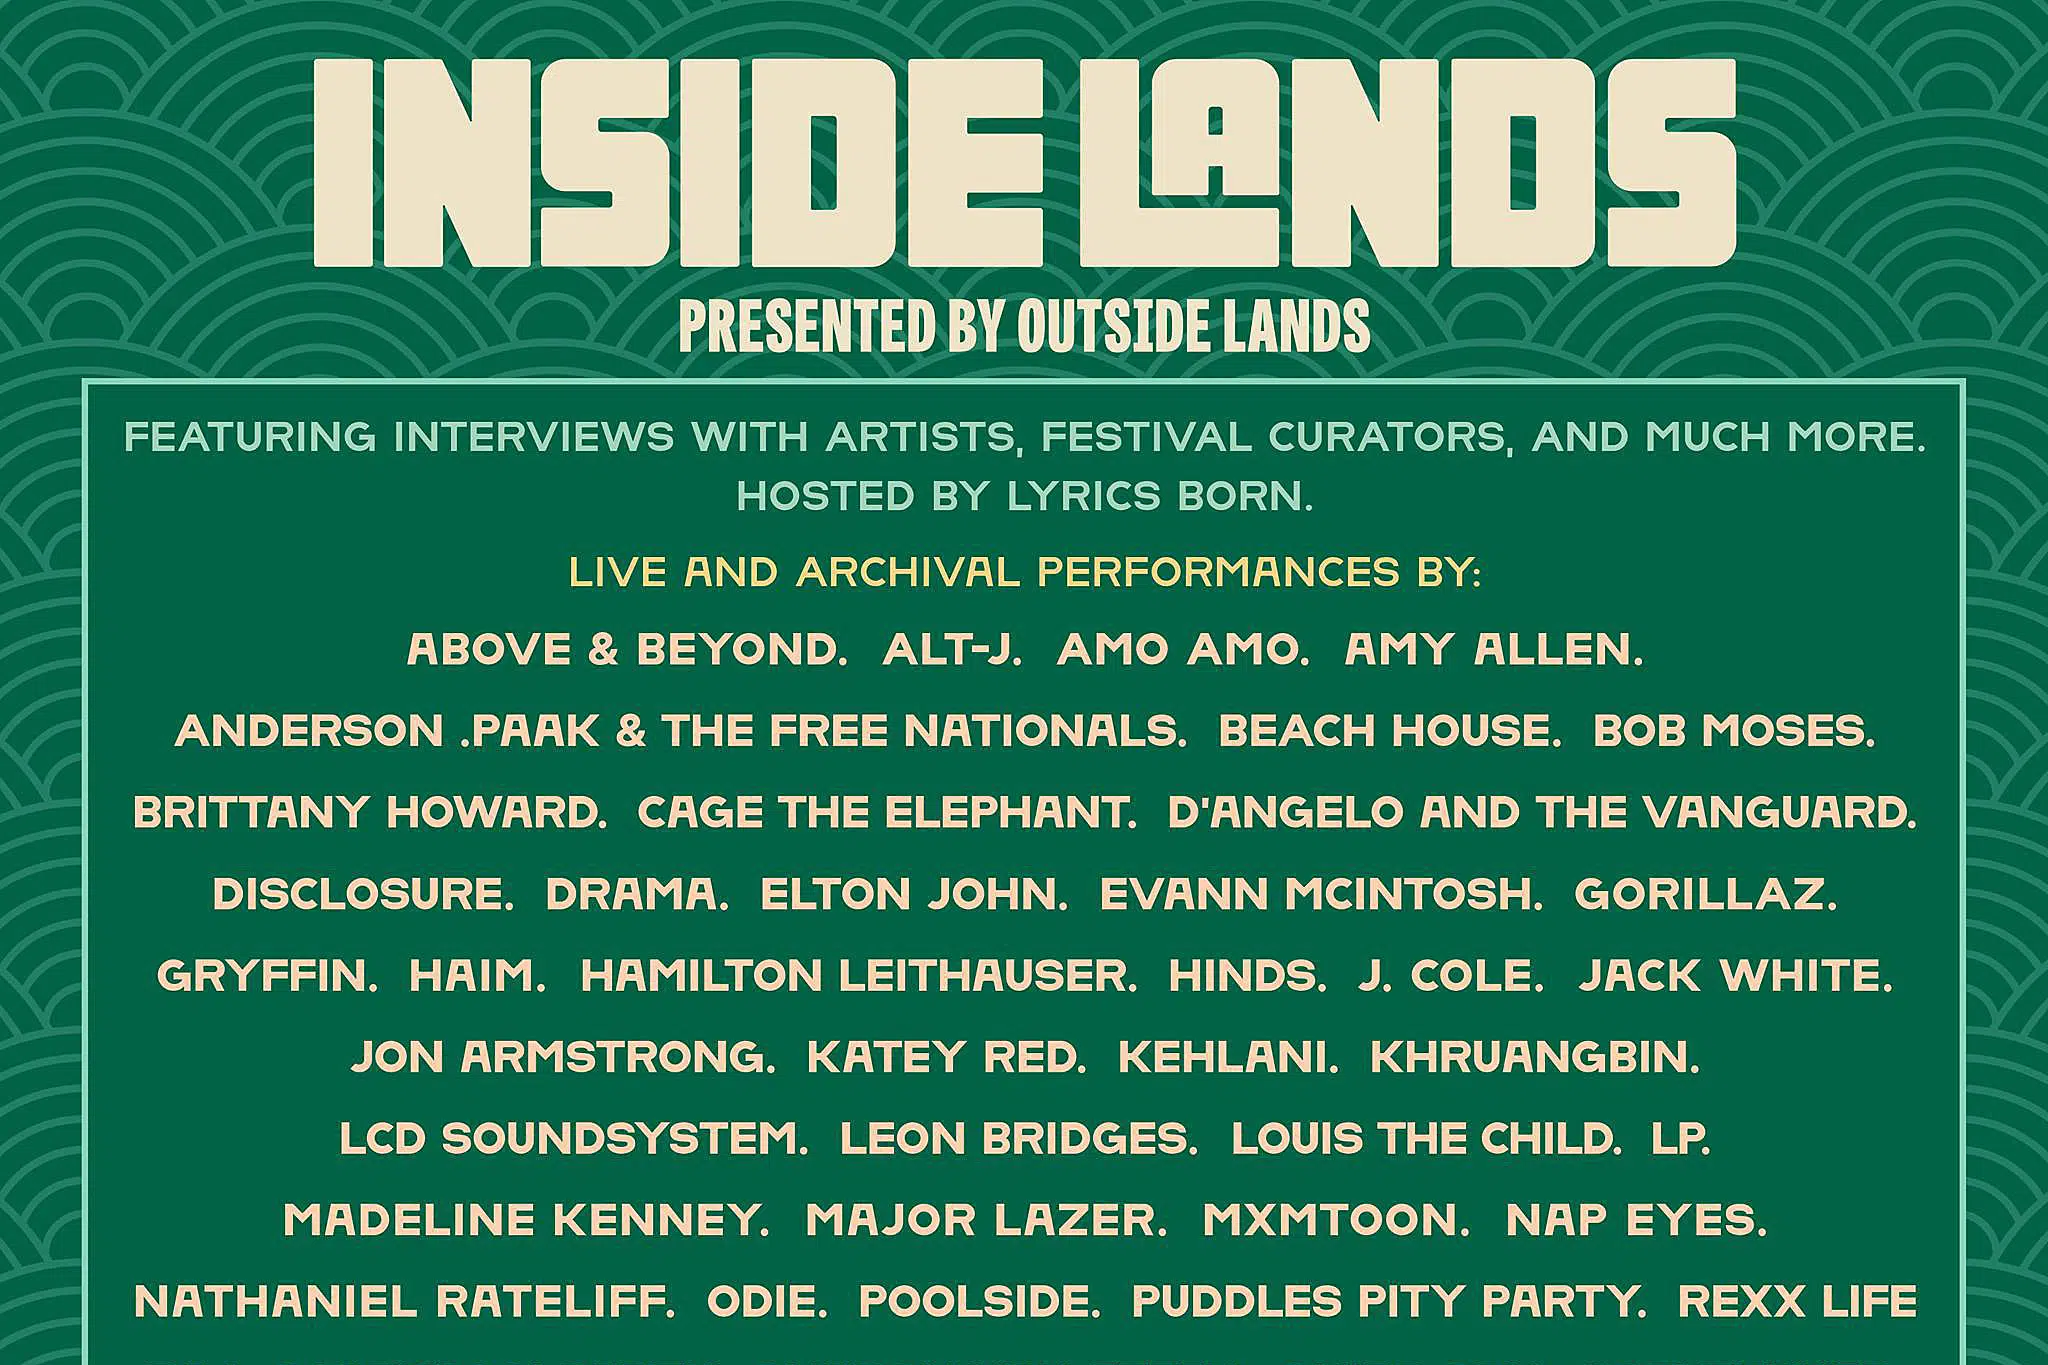 INSIDE LANDS
PRESENTED BY OUTSIDE LANDS
FEATURING INTERVIEWS WITH ARTISTS, FESTIVAL CURATORS, AND MUCH MORE.
HOSTED BY LYRICS BORN.
LIVE AND ARCHIVAL PERFORMANCES BY:
ABOVE & BEYOND. ALT-J. AMO AMO. AMY ALLEN.
ANDERSON .PAAK & THE FREE NATIONALS. BEACH HOUSE. BOB MOSES.
BRITTANY HOWARD. CAGE THE ELEPHANT. D'ANGELO AND THE VANGUARD.
DISCLOSURE. DRAMA. ELTON JOHN. EVANN MCINTOSH. GORILLAZ.
GRYFFIN. HAIM. HAMILTON LEITHAUSER. HINDS. J. COLE. JACK WHITE.
JON ARMSTRONG. KATEY RED. KEHLANI. KHRUANGBIN.
LCD SOUNDSYSTEM. LEON BRIDGES. LOUIS THE CHILD. LP.
MADELINE KENNEY. MAJOR LAZER. MXMTOON. NAP EYES.
NATHANIEL RATELIFF. ODIE. POOLSIDE. PUDDLES PITY PARTY. REXX LIFE